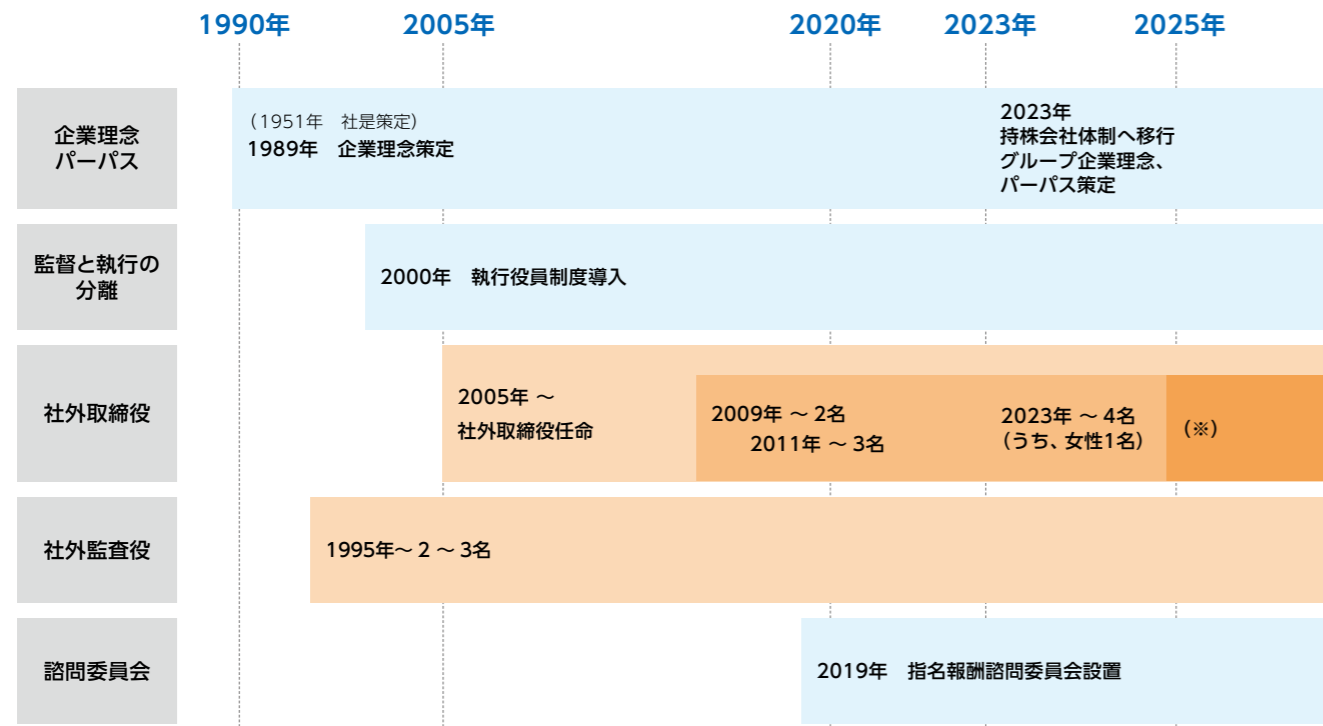 1990年 2005年 2020年 2023年 2025年
企業理念
パーパス
（1951年　社是策定）
1989年　企業理念策定
2023年
持株会社体制へ移行
グループ企業理念、
パーパス策定
監督と執行の
分離
2000年　執行役員制度導入
社外取締役
2005年 ～
社外取締役任命
2009年 ～ 2名
2011年 ～ 3名
2023年 ～ 4名
（うち、女性1名）
（※）
社外監査役
1995年～ 2 ～ 3名
諮問委員会
2019年　指名報酬諮問委員会設置